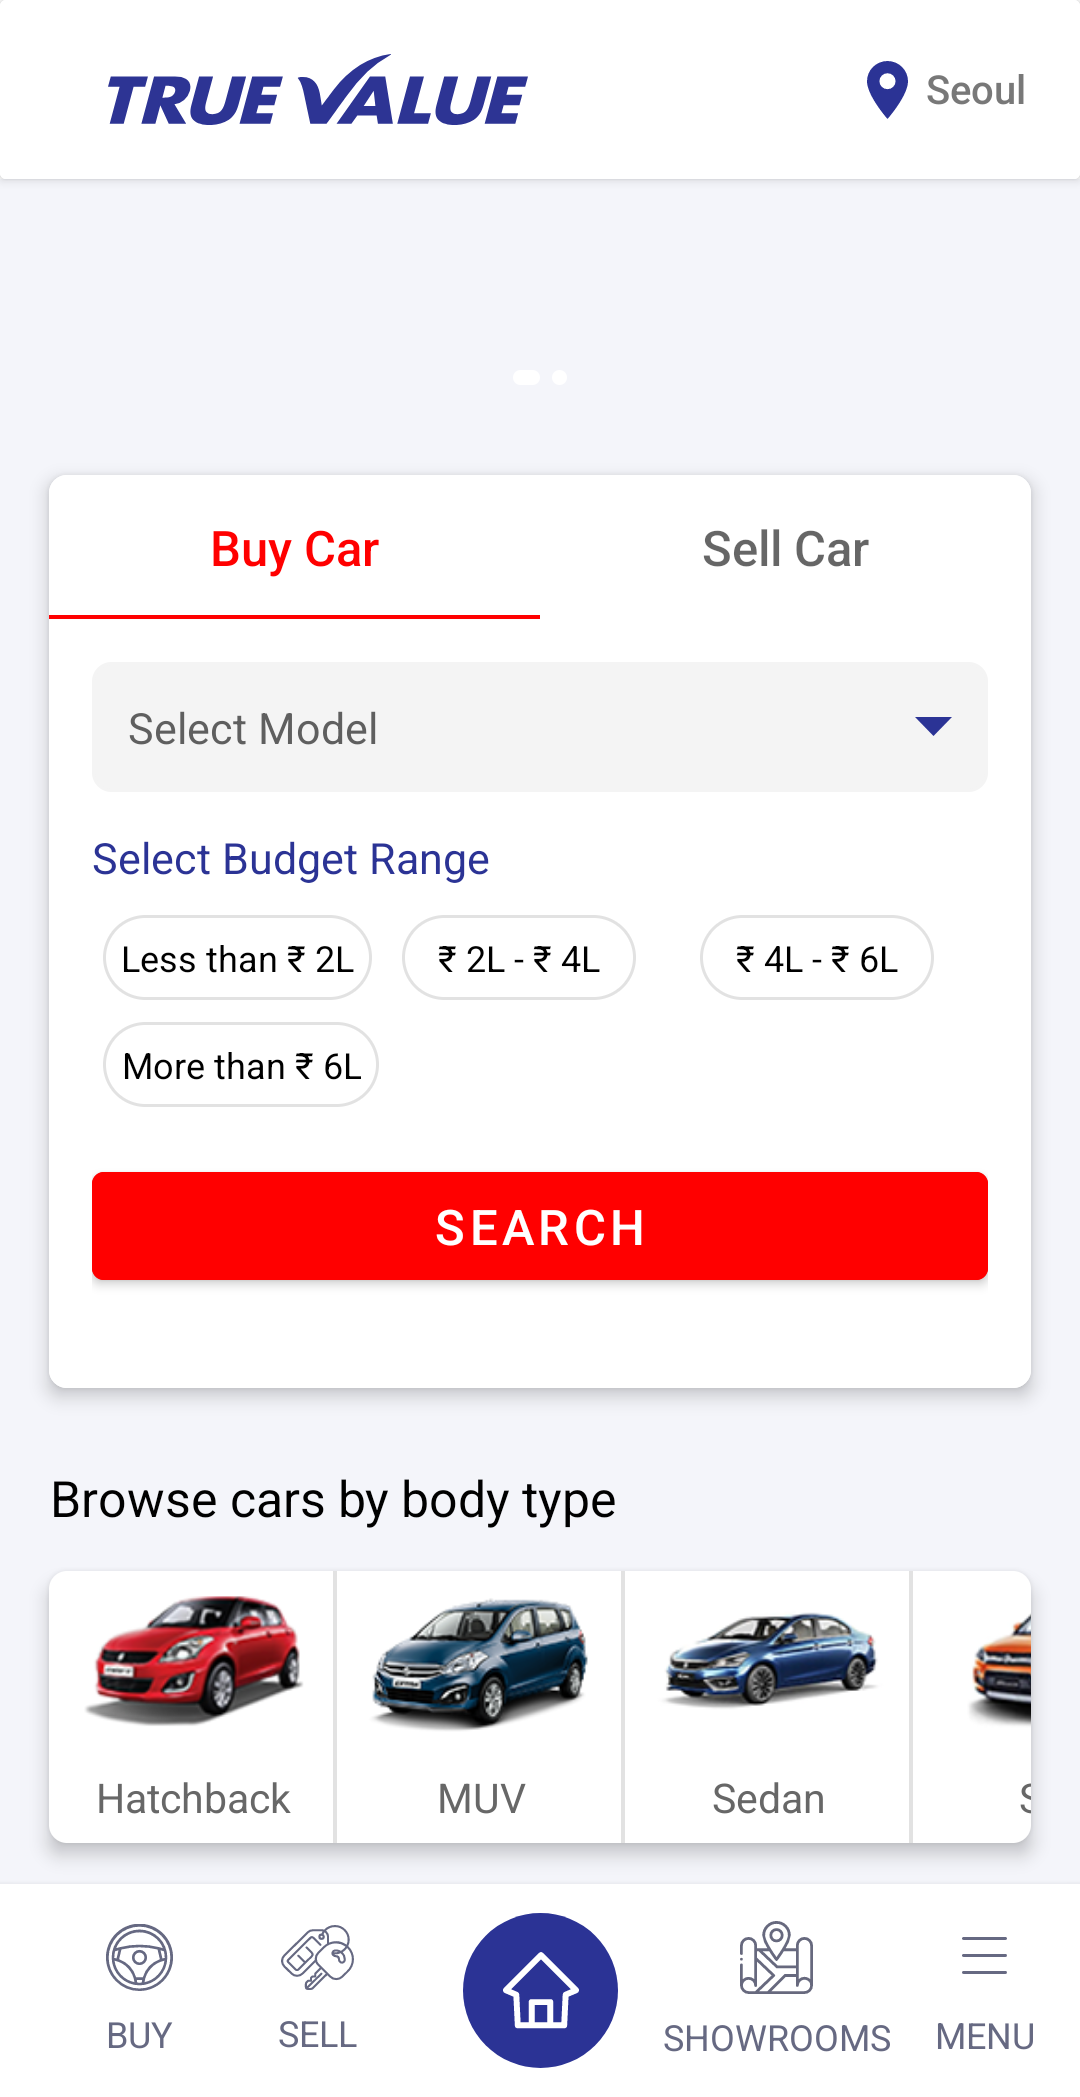 TRUE VALUE
Seoul
Buy Car
Sell Car
Select Model
Select Budget Range
Less than ₹ 2L
₹ 2L - ₹ 4L
₹ 4L - ₹ 6L
More than ₹ 6L
SEARCH
Browse cars by body type
Hatchback
MUV
Sedan
BUY
SELL
SHOWROOMS
MENU